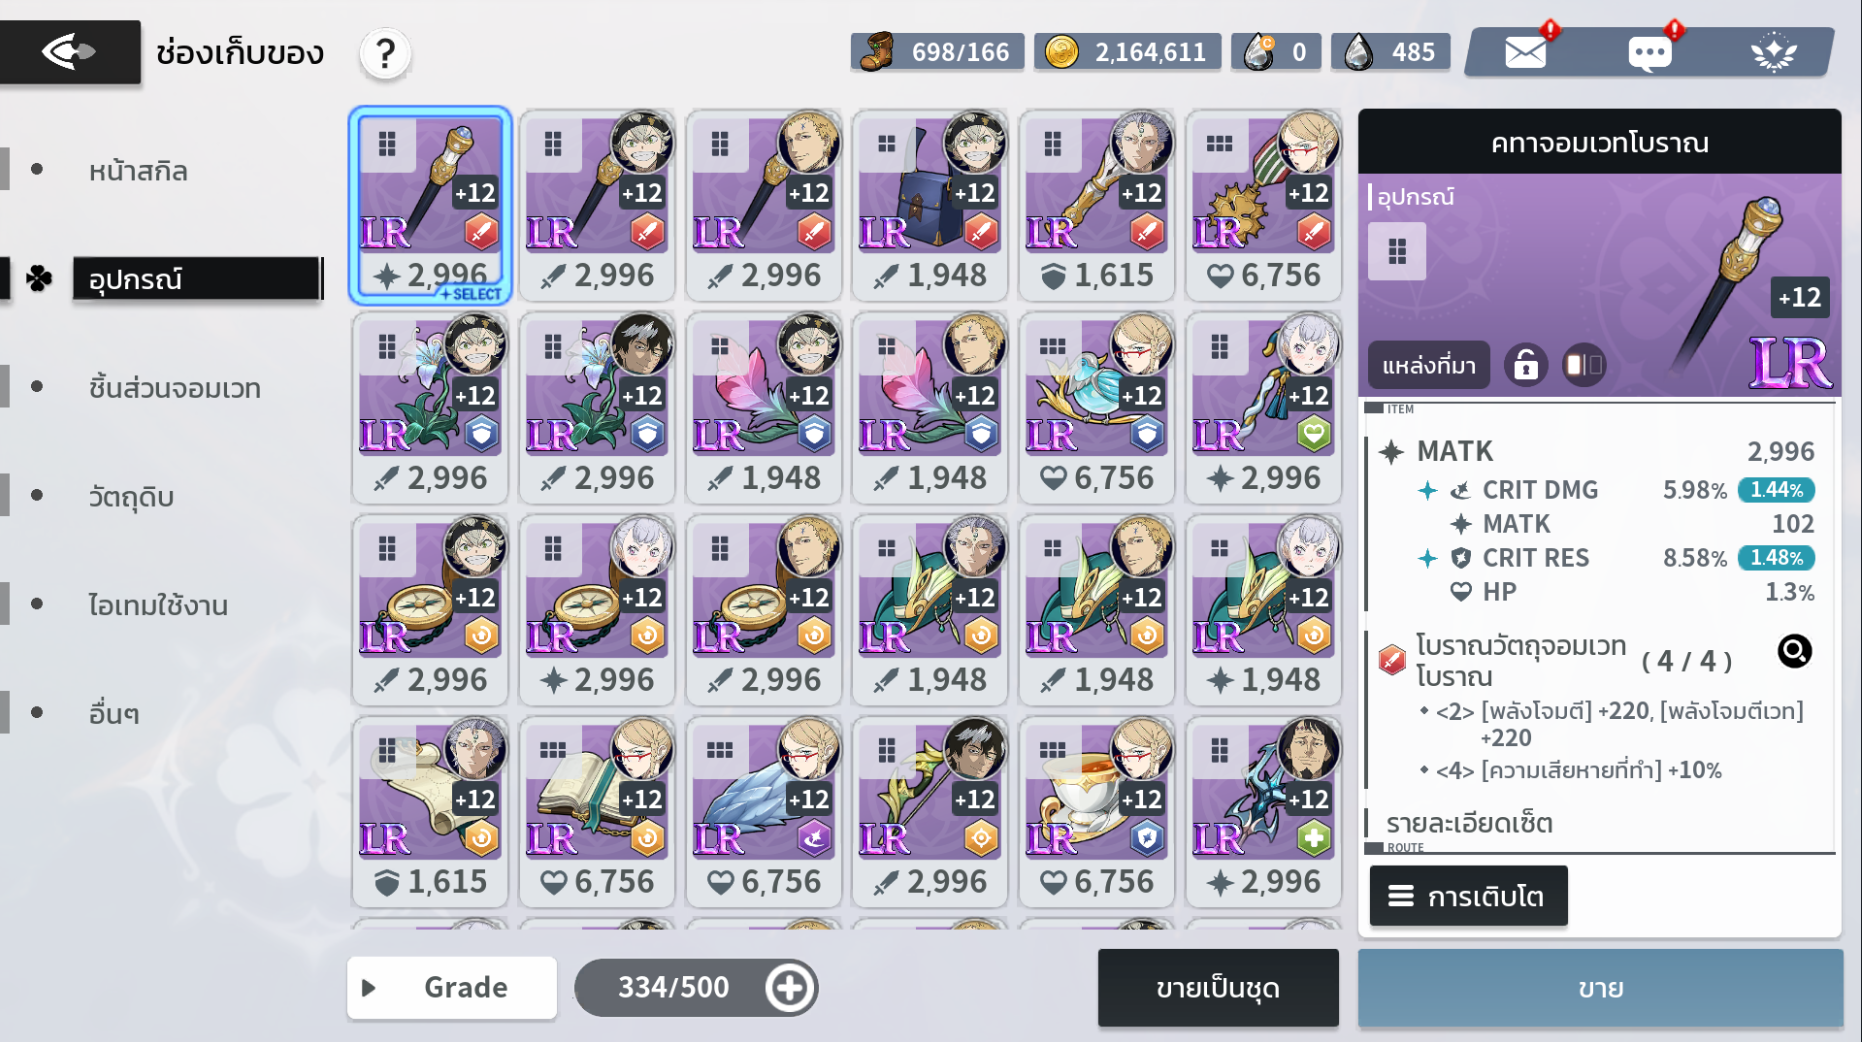 ช่องเก็บของ
?
698/166
2,164,611
0
485
หน้าสกิล
อุปกรณ์
ชิ้นส่วนจอมเวท
วัตถุดิบ
ไอเทมใช้งาน
อื่นๆ
+12 +12 +12 +12 +12 +12
LR LR LR LR LR LR
2,996 2,996 2,996 1,948 1,615 6,756
SELECT
+12 +12 +12 +12 +12 +12
LR LR LR LR LR LR
2,996 2,996 1,948 1,948 6,756 2,996
+12 +12 +12 +12 +12 +12
LR LR LR LR LR LR
2,996 2,996 2,996 1,948 1,948 1,948
+12 +12 +12 +12 +12 +12
LR LR LR LR LR LR
1,615 6,756 6,756 2,996 6,756 2,996
Grade
334/500
ขายเป็นชุด
คทาจอมเวทโบราณ
อุปกรณ์
+12
แหล่งที่มา
LR
ITEM
MATK 2,996
CRIT DMG 5.98% 1.44%
MATK 102
CRIT RES 8.58% 1.48%
HP 1.3%
โบราณวัตถุจอมเวท
โบราณ
( 4 / 4 )
<2> [พลังโจมตี] +220, [พลังโจมตีเวท]
+220
<4> [ความเสียหายที่ทำ] +10%
รายละเอียดเซ็ต
ROUTE
การเติบโต
ขาย